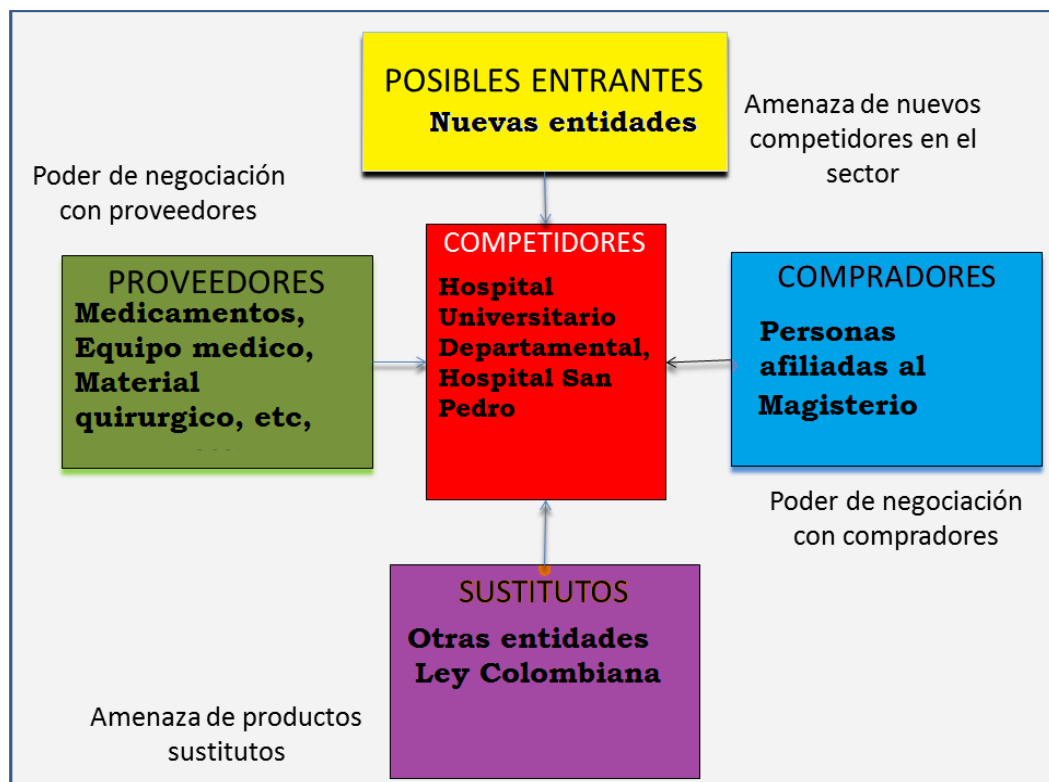 POSIBLES ENTRANTES
Nuevas entidades
Amenaza de nuevos
competidores en el
sector
Poder de negociación
con proveedores
PROVEEDORES
Medicamentos,
Equipo medico,
Material
quirurgico, etc,
COMPETIDORES
Hospital
Universitario
Departamental,
Hospital San
Pedro
COMPRADORES
Personas
afiliadas al
Magisterio
Poder de negociación
con compradores
SUSTITUTOS
Otras entidades
Ley Colombiana
Amenaza de productos
sustitutos